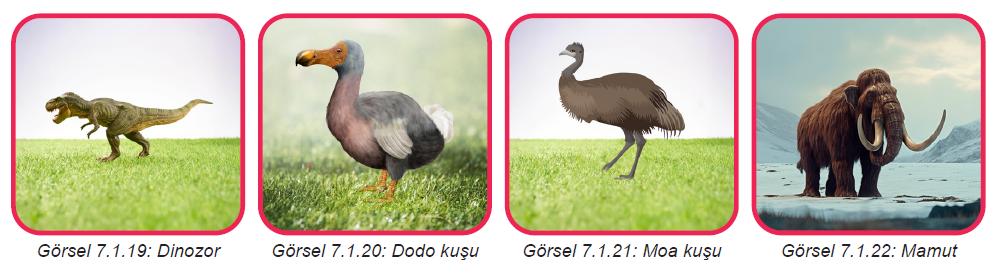 Görsel 7.1.19: Dinozor
Görsel 7.1.20: Dodo kuşu
Görsel 7.1.21: Moa kuşu
Görsel 7.1.22: Mamut